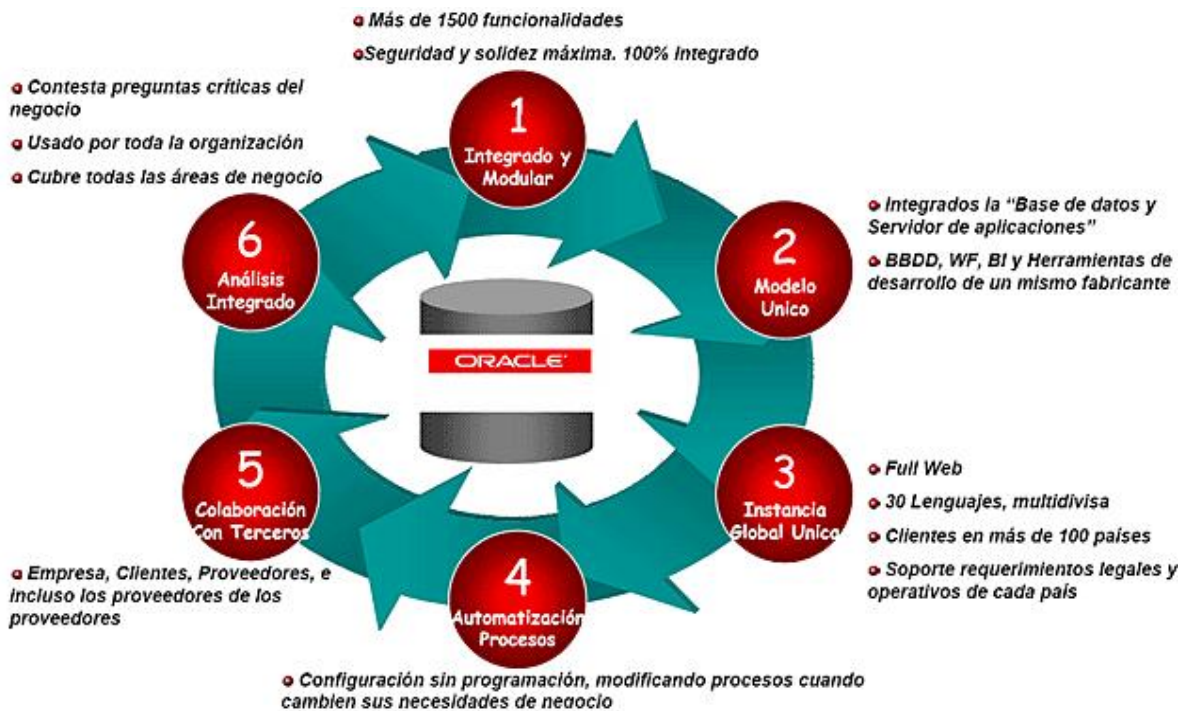 • Más de 1500 funcionalidades
• Seguridad y solidez máxima. 100% integrado
1
Integrado y
Modular
• Integrados la “Base de datos y
Servidor de aplicaciones”
• BBDD, WF, BI y Herramientas de
desarrollo de un mismo fabricante
2
Modelo
Unico
• Full Web
• 30 Lenguajes, multidivisa
• Clientes en más de 100 países
• Soporte requerimientos legales y
operativos de cada país
3
Instancia
Global Unica
4
Automatización
Procesos
• Configuración sin programación, modificando procesos cuando
cambien sus necesidades de negocio
5
Colaboración
Con Terceros
• Empresa, Clientes, Proveedores, e
incluso los proveedores de los
proveedores
6
Análisis
Integrado
• Contesta preguntas críticas del
negocio
• Usado por toda la organización
• Cubre todas las áreas de negocio
ORACLE